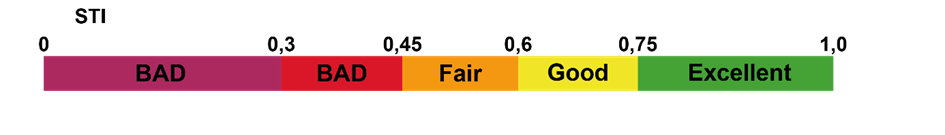 STI
0 0,3 0,45 0,6 0,75 1,0
BAD BAD Fair Good Excellent